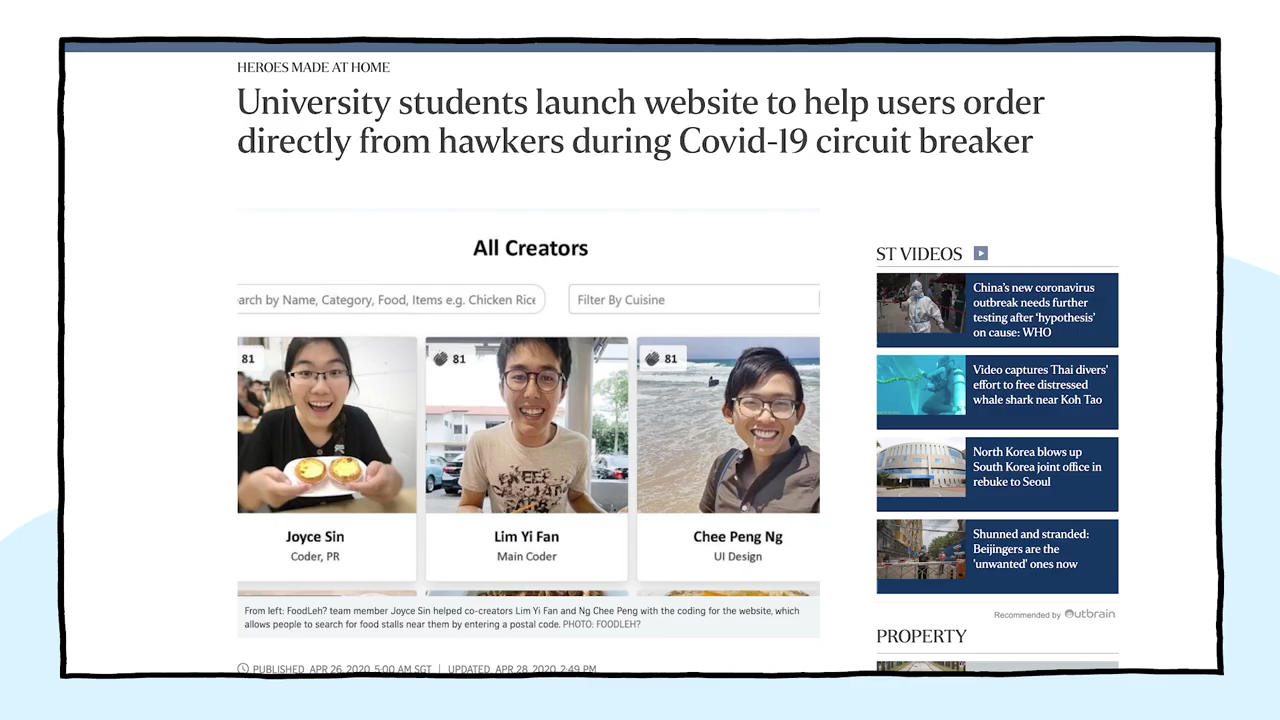 HEROES MADE AT HOME
University students launch website to help users order
directly from hawkers during Covid-19 circuit breaker
All Creators
arch by Name, Category, Food, Items e.g. Chicken Rice
Filter By Cuisine
81
81
81
Joyce Sin
Coder, PR
Lim Yi Fan
Main Coder
Chee Peng Ng
UI Design
From left: FoodLeh? team member Joyce Sin helped co-creators Lim Yi Fan and Ng Chee Peng with the coding for the website, which
allows people to search for food stalls near them by entering a postal code. PHOTO: FOODLEH?
PUBLISHED APR 26, 2020, 5:00 AM SGT | UPDATED APR 28, 2020, 2:49 PM
ST VIDEOS
China's new coronavirus
outbreak needs further
testing after 'hypothesis'
on cause: WHO
Video captures Thai divers'
effort to free distressed
whale shark near Koh Tao
North Korea blows up
South Korea joint office in
rebuke to Seoul
Shunned and stranded:
Beijingers are the
'unwanted' ones now
Recommended by Outbrain
PROPERTY